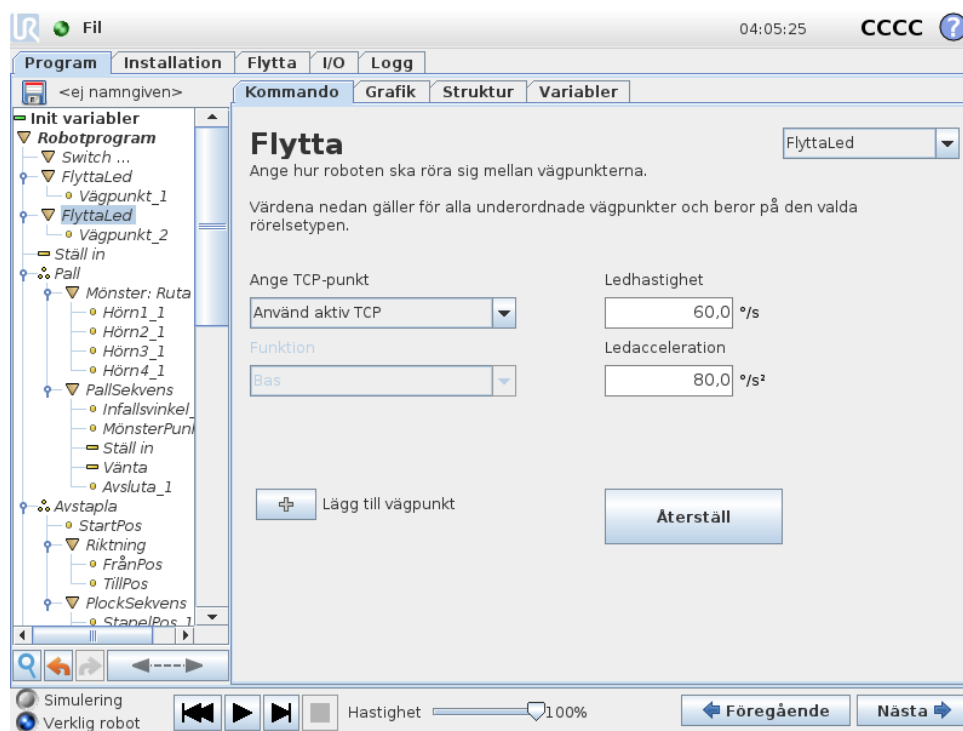 UR Fil 04:05:25 CCCC ?
Program Installation Flytta I/O Logg
<ej namngiven> Kommando Grafik Struktur Variabler
Init variabler
Robotprogram
Switch ...
FlyttaLed
Vägpunkt_1
FlyttaLed
Vägpunkt_2
Ställ in
Pall
Mönster: Ruta
Hörn1_1
Hörn2_1
Hörn3_1
Hörn4_1
PallSekvens
Infallsvinkel_
MönsterPunk
Ställ in
Vänta
Avsluta_1
Avstapla
StartPos
Riktning
FrånPos
TillPos
PlockSekvens
StapelPos_1
Flytta
FlyttaLed
Ange hur roboten ska röra sig mellan vägpunkterna.
Värdena nedan gäller för alla underordnade vägpunkter och beror på den valda
rörelsetypen.
Ange TCP-punkt Ledhastighet
Använd aktiv TCP 60,0 °/s
Funktion Ledacceleration
Bas 80,0 °/s²
Lägg till vägpunkt Återställ
Simulering
Verklig robot
Hastighet 100% Föregående Nästa